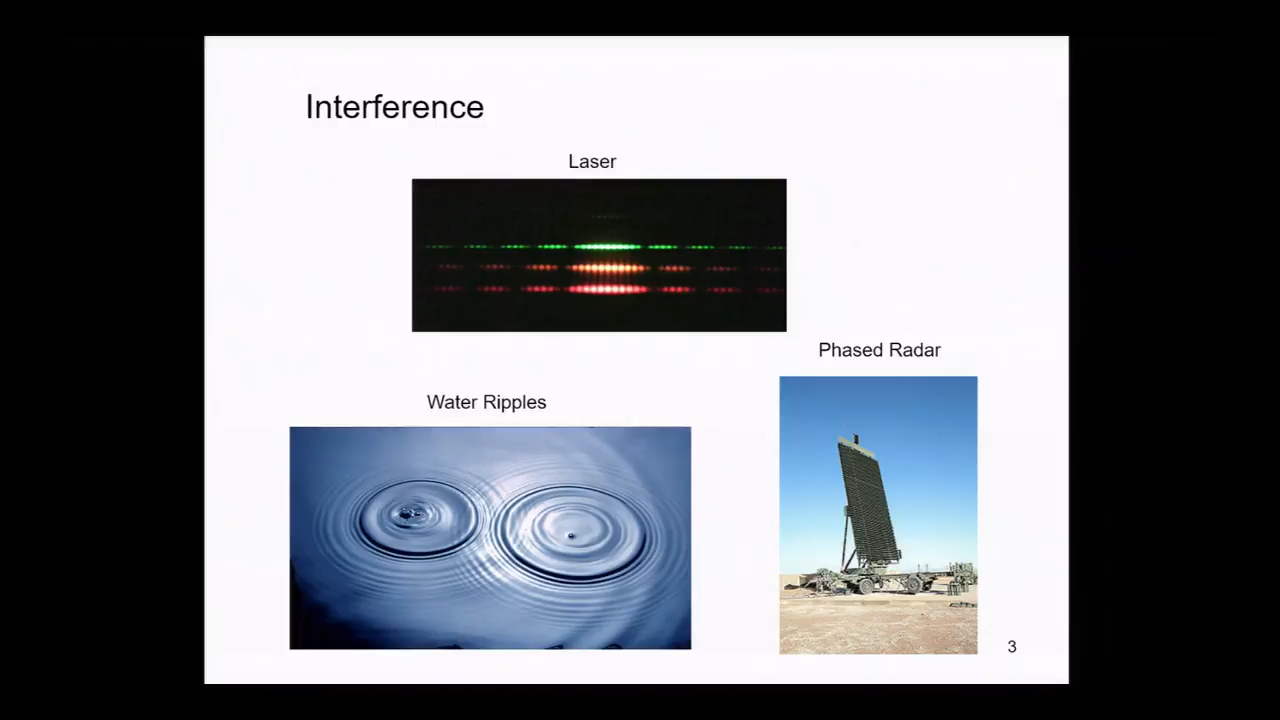 Interference
Laser
Phased Radar
Water Ripples
3